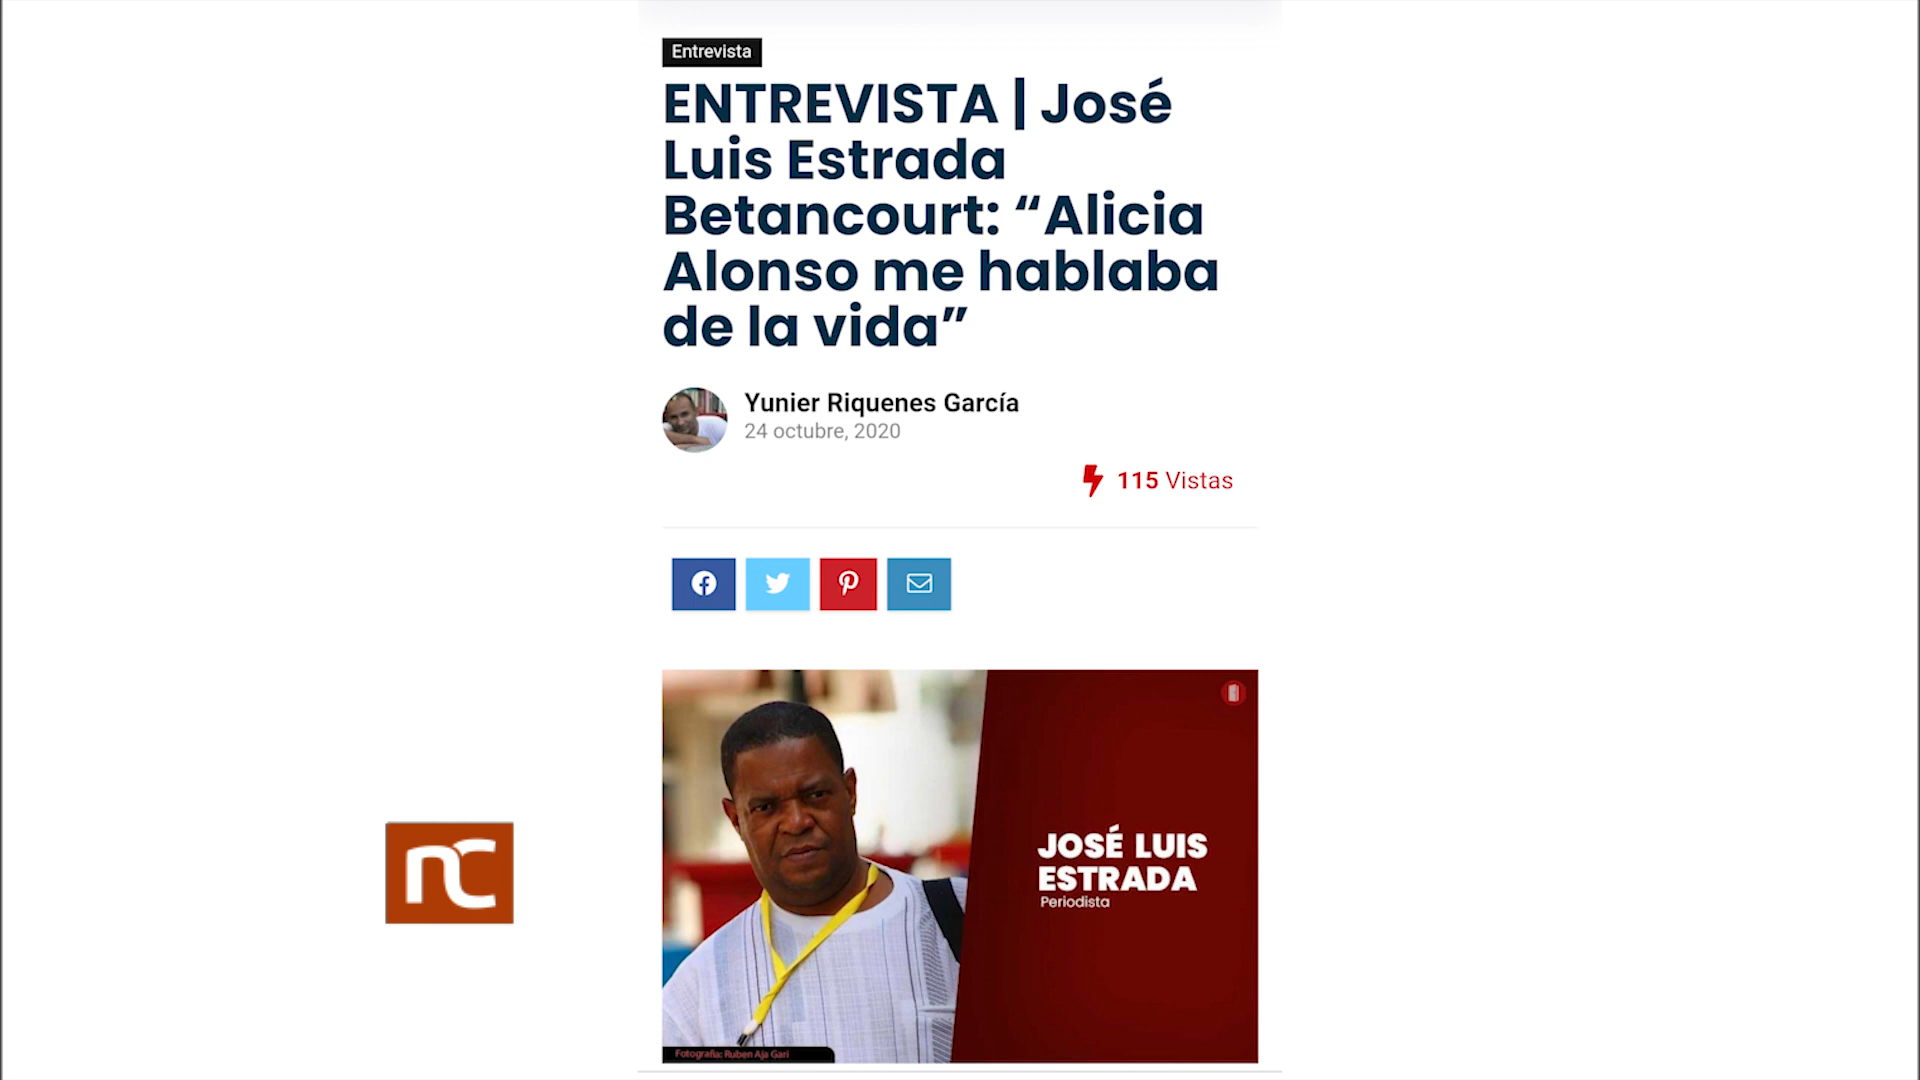 Entrevista
ENTREVISTA | José
Luis Estrada
Betancourt: “Alicia
Alonso me hablaba
de la vida”
Yunier Riquenes García
24 octubre, 2020
115 Vistas
nc
JOSÉ LUIS
ESTRADA
Periodista
Fotografía: Ruben Aja Garí